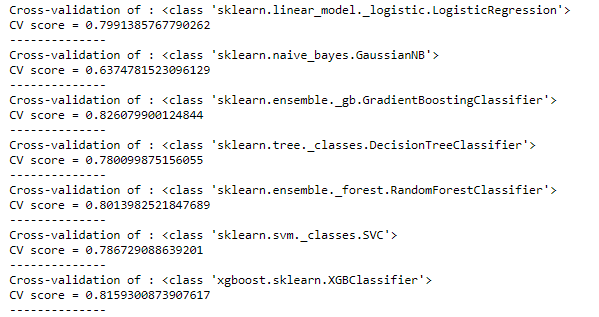 Cross-validation of : <class 'sklearn.linear_model._logistic.LogisticRegression'>
CV score = 0.7991385767790262
--------------
Cross-validation of : <class 'sklearn.naive_bayes.GaussianNB'>
CV score = 0.6374781523096129
--------------
Cross-validation of : <class 'sklearn.ensemble._gb.GradientBoostingClassifier'>
CV score = 0.826079900124844
--------------
Cross-validation of : <class 'sklearn.tree._classes.DecisionTreeClassifier'>
CV score = 0.780099875156055
--------------
Cross-validation of : <class 'sklearn.ensemble._forest.RandomForestClassifier'>
CV score = 0.8013982521847689
--------------
Cross-validation of : <class 'sklearn.svm._classes.SVC'>
CV score = 0.786729088639201
--------------
Cross-validation of : <class 'xgboost.sklearn.XGBClassifier'>
CV score = 0.8159300873907617
--------------